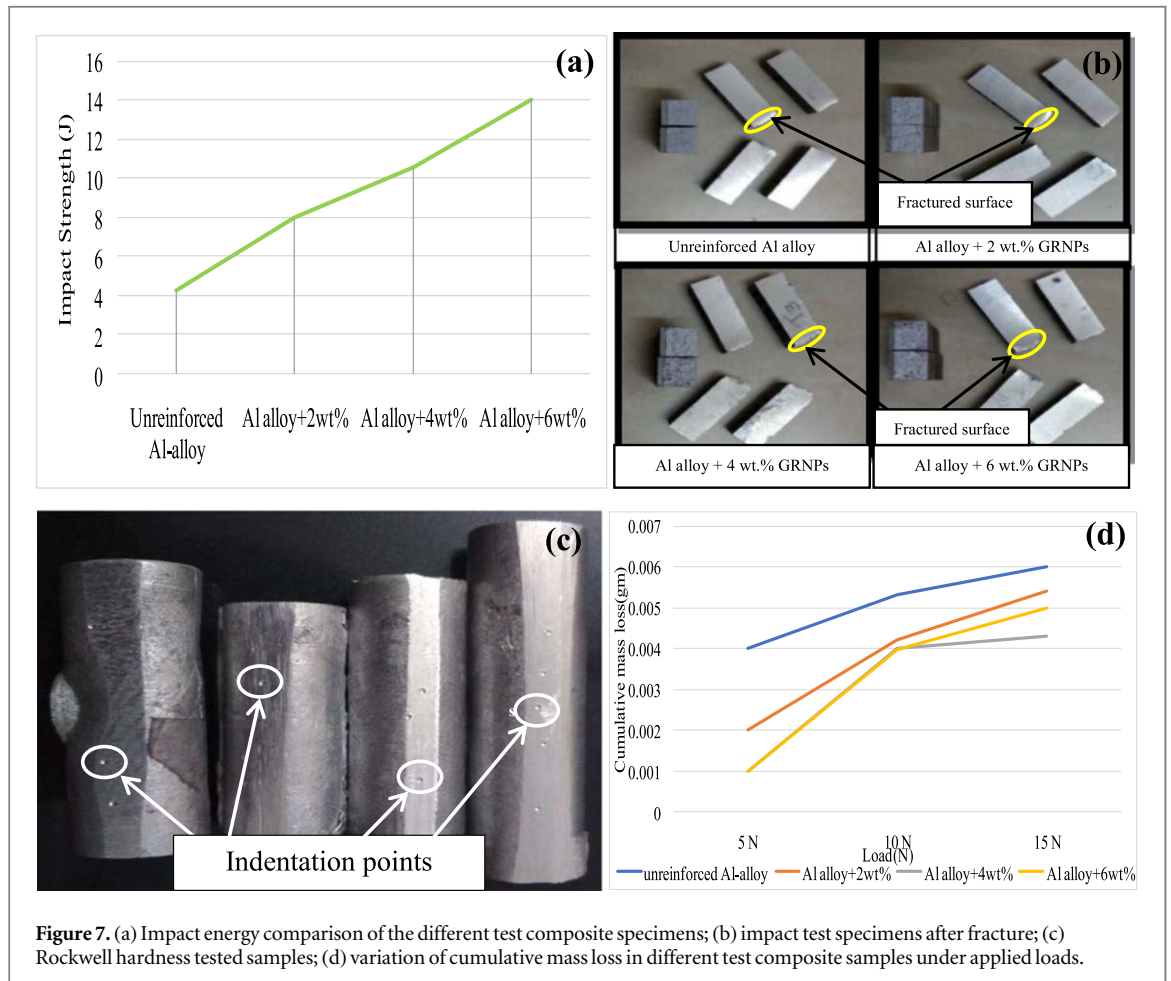 (a)
16
14
12
10
8
6
4
2
0
Impact Strength (J)
Unreinforced
Al-alloy
Al alloy+2wt%
Al alloy+4wt%
Al alloy+6wt%
(b)
Fractured surface
Unreinforced Al alloy
Al alloy + 2 wt.% GRNPs
Fractured surface
Al alloy + 4 wt.% GRNPs
Al alloy + 6 wt.% GRNPs
(c)
Indentation points
(d)
0.007
0.006
0.005
0.004
0.003
0.002
0.001
0
Cumulative mass loss(gm)
5 N
10 N
15 N
Load(N)
unreinforced Al-alloy
Al alloy+2wt%
Al alloy+4wt%
Al alloy+6wt%
Figure 7. (a) Impact energy comparison of the different test composite specimens; (b) impact test specimens after fracture; (c)
Rockwell hardness tested samples; (d) variation of cumulative mass loss in different test composite samples under applied loads.